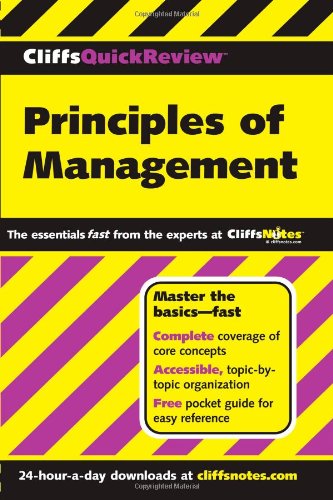 CliffsQuickReview™
Principles of
Management
The essentials fast from the experts at CliffsNotes™
@ cliffsnotes.com
Master the
basics—fast
Complete coverage of
core concepts
Accessible, topic-by-
topic organization
Free pocket guide for
easy reference
24-hour-a-day downloads at cliffsnotes.com